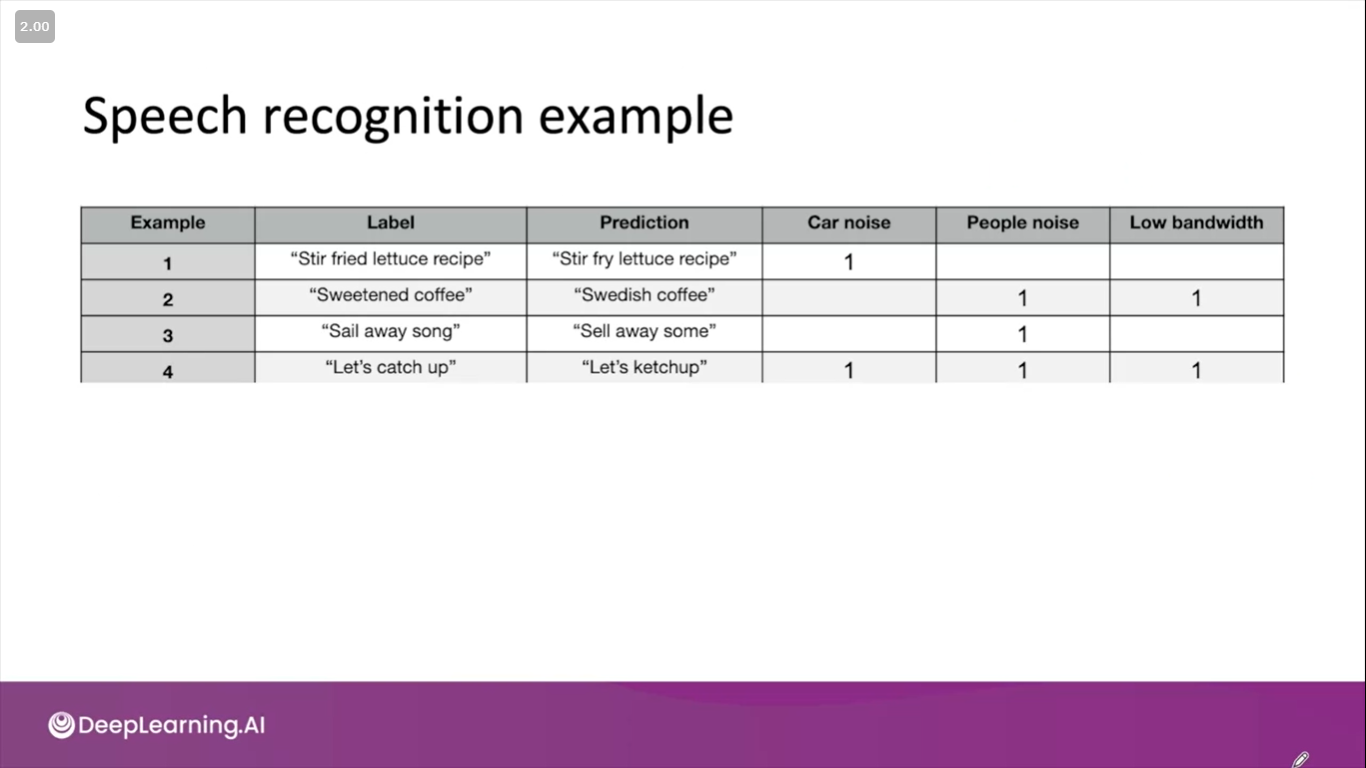 2.00
Speech recognition example
Example Label Prediction Car noise People noise Low bandwidth
1 “Stir fried lettuce recipe” “Stir fry lettuce recipe” 1
2 “Sweetened coffee” “Swedish coffee” 1 1
3 “Sail away song” “Sell away some” 1
4 “Let’s catch up” “Let’s ketchup” 1 1 1
DeepLearning.AI